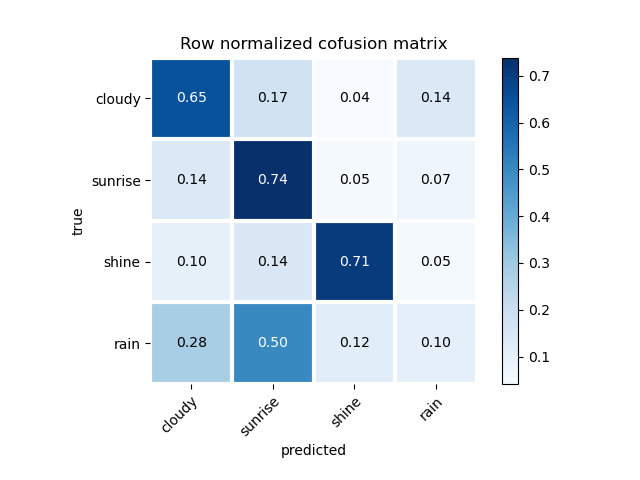 Row normalized cofusion matrix
cloudy 0.65 0.17 0.04 0.14
sunrise 0.14 0.74 0.05 0.07
shine 0.10 0.14 0.71 0.05
rain 0.28 0.50 0.12 0.10
true
cloudy sunrise shine rain
predicted
0.7
0.6
0.5
0.4
0.3
0.2
0.1